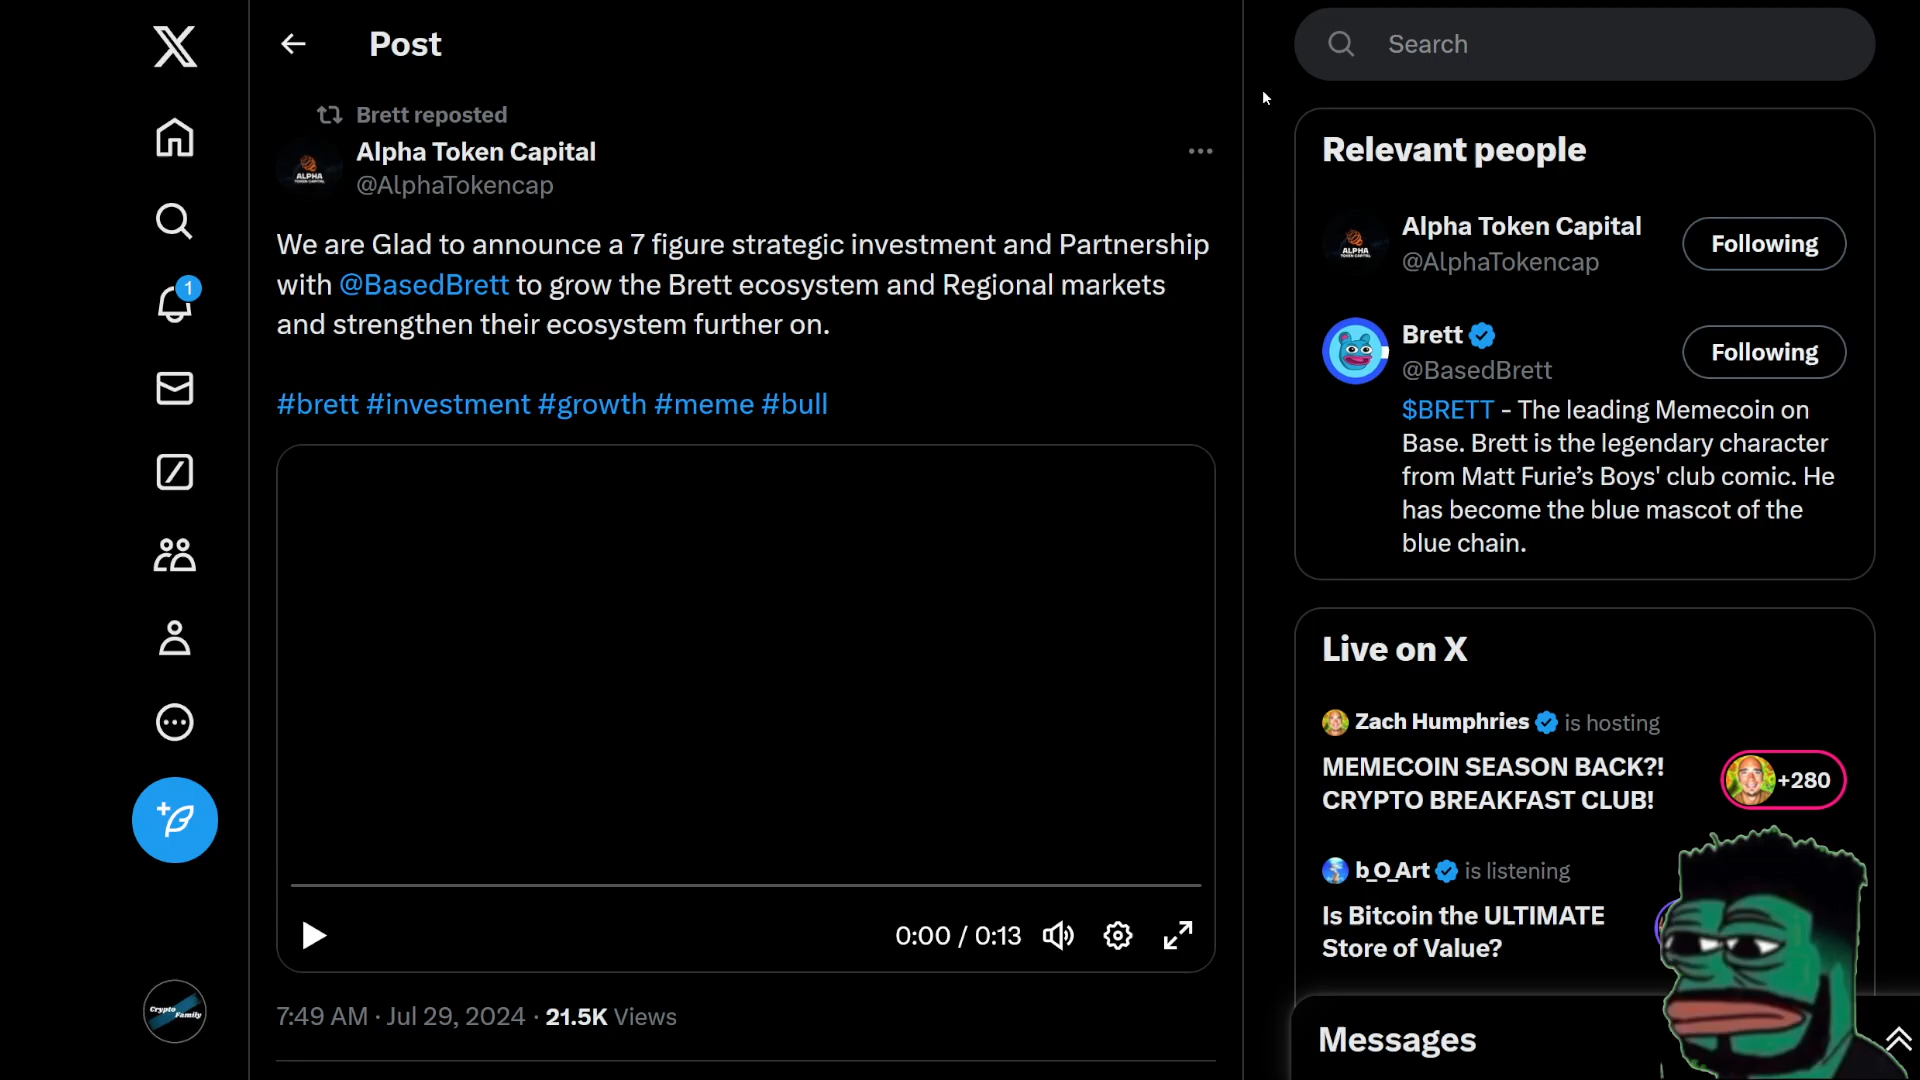 Post
Search
Brett reposted
Alpha Token Capital
@AlphaTokencap
ALPHA
TOKEN CAPITAL
We are Glad to announce a 7 figure strategic investment and Partnership
with @BasedBrett to grow the Brett ecosystem and Regional markets
and strengthen their ecosystem further on.
#brett #investment #growth #meme #bull
0:00 / 0:13
7:49 AM · Jul 29, 2024 · 21.5K Views
1
Crypto
Family
Relevant people
Alpha Token Capital
@AlphaTokencap
Following
ALPHA
Brett
@BasedBrett
Following
$BRETT - The leading Memecoin on
Base. Brett is the legendary character
from Matt Furie’s Boys' club comic. He
has become the blue mascot of the
blue chain.
Live on X
Zach Humphries is hosting
MEMECOIN SEASON BACK?!
CRYPTO BREAKFAST CLUB!
+280
b_O_Art is listening
Is Bitcoin the ULTIMATE
Store of Value?
Messages